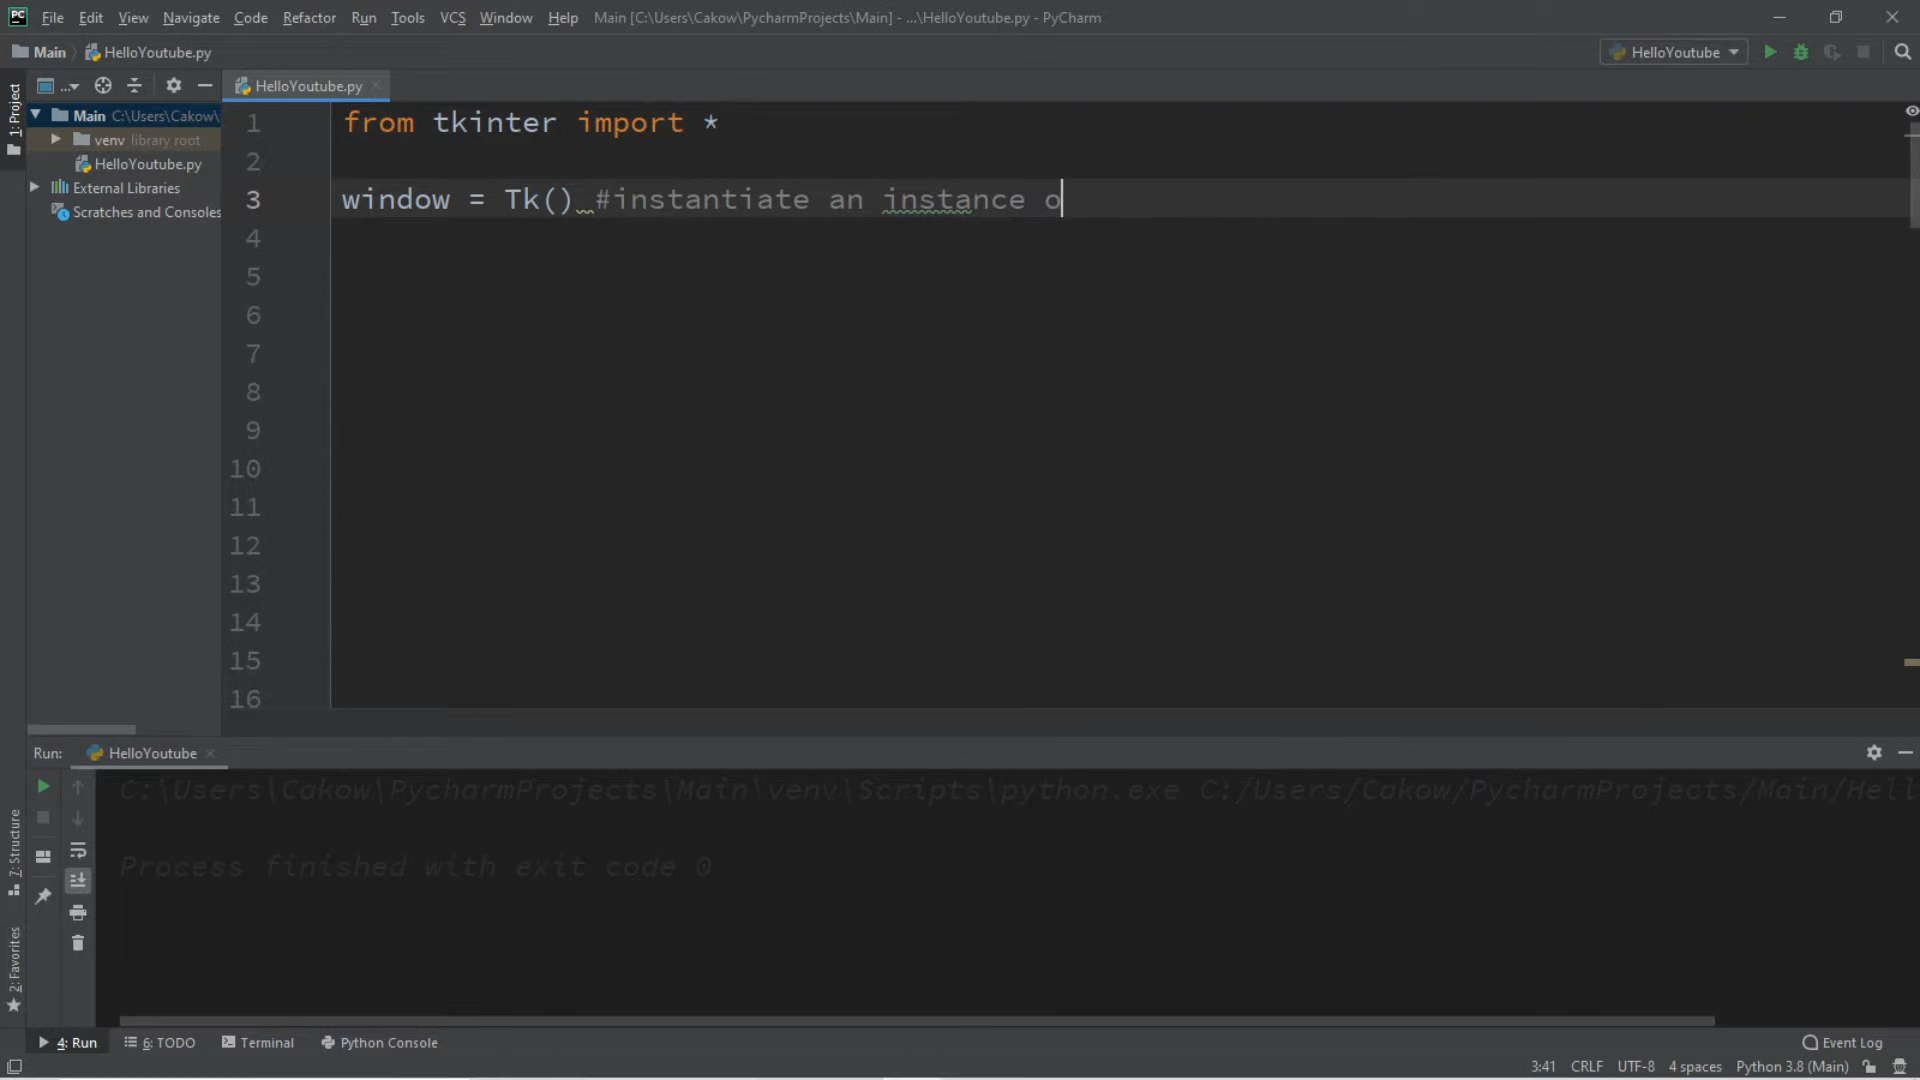 PC File Edit View Navigate Code Refactor Run Tools VCS Window Help Main [C:\Users\Cakow\PycharmProjects\Main] - ...\HelloYoutube.py - PyCharm
Main HelloYoutube.py HelloYoutube
1: Project ... HelloYoutube.py
Main C:\Users\Cakow\
venv library root
HelloYoutube.py
External Libraries
Scratches and Consoles
1 from tkinter import *
2
3 window = Tk() #instantiate an instance o
4
5
6
7
8
9
10
11
12
13
14
15
16
Run: HelloYoutube
C:\Users\Cakow\PycharmProjects\Main\venv\Scripts\python.exe C:/Users/Cakow/PycharmProjects/Main/Hell
Process finished with exit code 0
7: Structure
2: Favorites
4: Run 6: TODO Terminal Python Console Event Log
3:41 CRLF UTF-8 4 spaces Python 3.8 (Main)